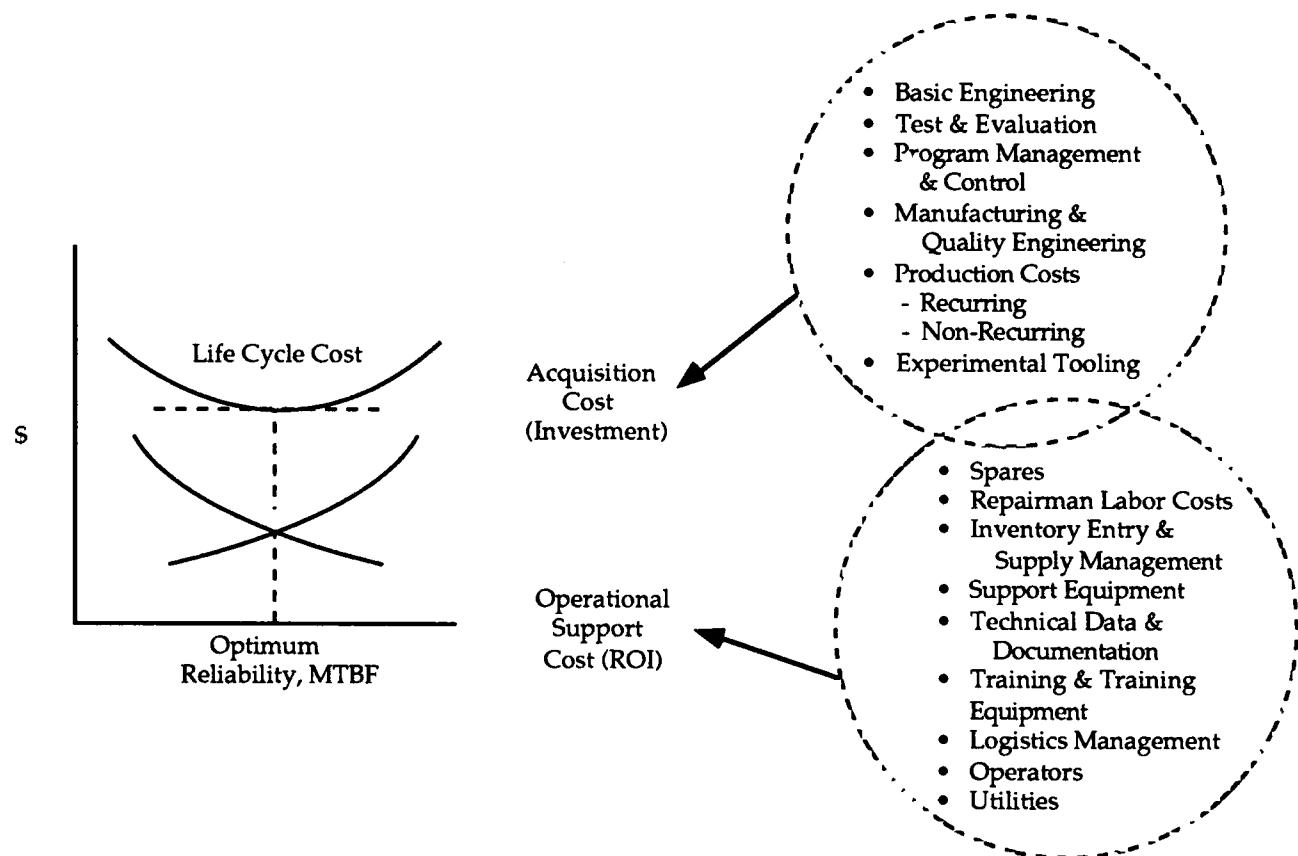 $
Life Cycle Cost
Optimum
Reliability, MTBF
Acquisition
Cost
(Investment)
Operational
Support
Cost (ROI)
• Basic Engineering
• Test & Evaluation
• Program Management
& Control
• Manufacturing &
Quality Engineering
• Production Costs
- Recurring
- Non-Recurring
• Experimental Tooling
• Spares
• Repairman Labor Costs
• Inventory Entry &
Supply Management
• Support Equipment
• Technical Data &
Documentation
• Training & Training
Equipment
• Logistics Management
• Operators
• Utilities